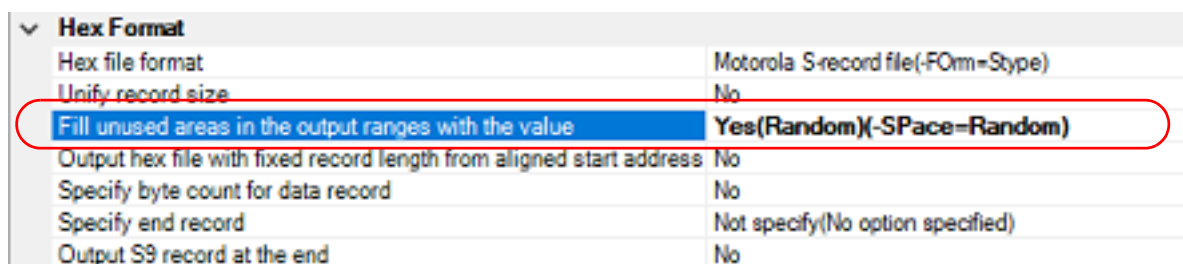 Hex Format
Hex file format Motorola S-record file(-FOrm=Stype)
Unify record size No
Fill unused areas in the output ranges with the value Yes(Random)(-SPace=Random)
Output hex file with fixed record length from aligned start address No
Specify byte count for data record No
Specify end record Not specify(No option specified)
Output S9 record at the end No